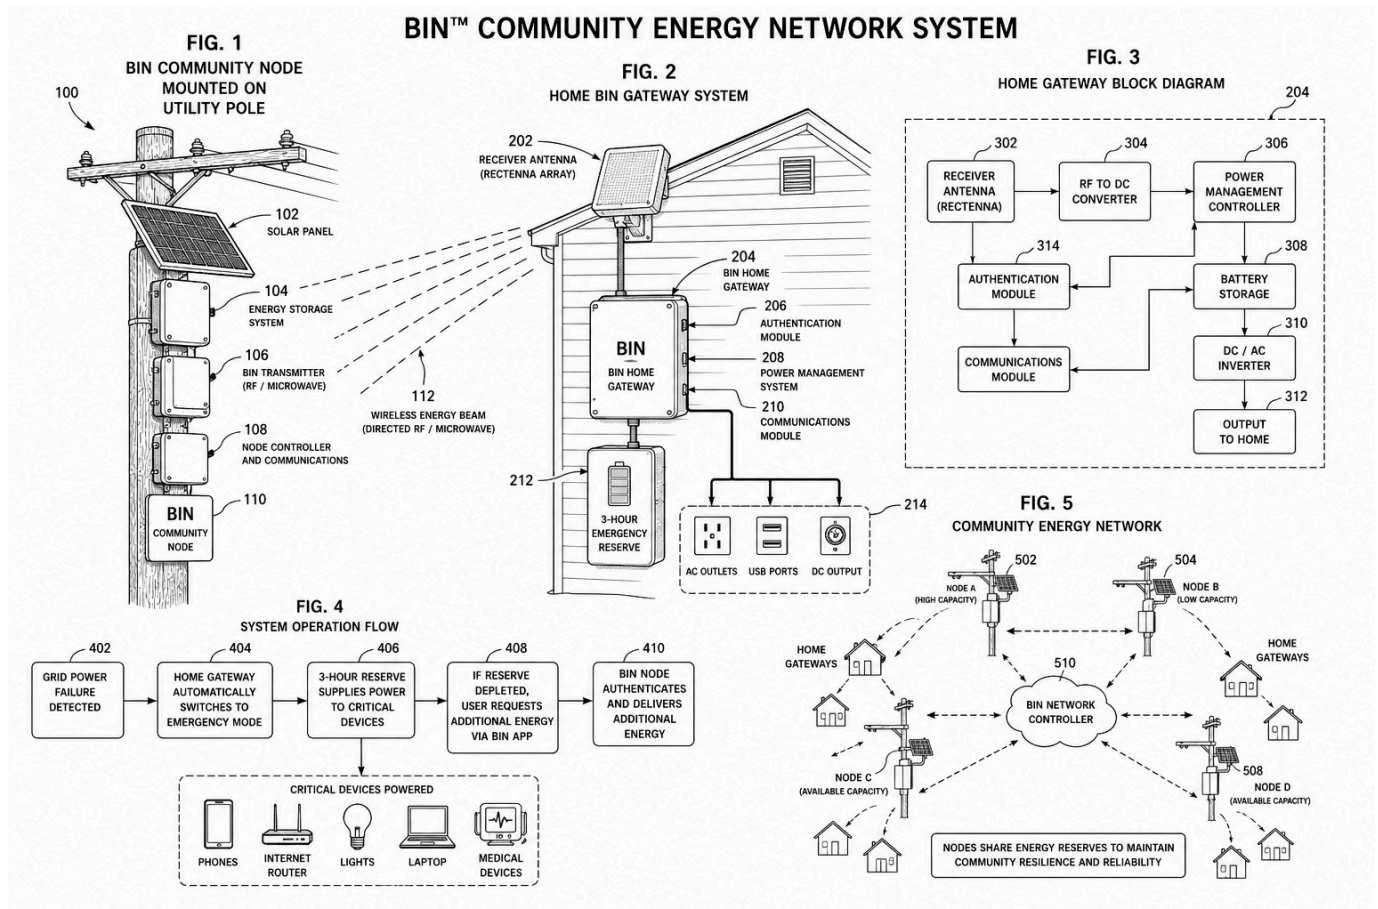 BIN™ COMMUNITY ENERGY NETWORK SYSTEM
FIG. 1
BIN COMMUNITY NODE
MOUNTED ON
UTILITY POLE
100
102
SOLAR PANEL
104
ENERGY STORAGE
SYSTEM
106
BIN TRANSMITTER
(RF / MICROWAVE)
108
NODE CONTROLLER
AND COMMUNICATIONS
110
BIN
COMMUNITY
NODE
112
WIRELESS ENERGY BEAM
(DIRECTED RF / MICROWAVE)
FIG. 2
HOME BIN GATEWAY SYSTEM
202
RECEIVER ANTENNA
(RECTENNA ARRAY)
204
BIN HOME
GATEWAY
206
AUTHENTICATION
MODULE
208
POWER MANAGEMENT
SYSTEM
210
COMMUNICATIONS
MODULE
BIN
BIN HOME
GATEWAY
212
3-HOUR
EMERGENCY
RESERVE
214
AC OUTLETS
USB PORTS
DC OUTPUT
FIG. 3
HOME GATEWAY BLOCK DIAGRAM
204
302
RECEIVER
ANTENNA
(RECTENNA)
304
RF TO DC
CONVERTER
306
POWER
MANAGEMENT
CONTROLLER
314
AUTHENTICATION
MODULE
308
BATTERY
STORAGE
COMMUNICATIONS
MODULE
310
DC / AC
INVERTER
312
OUTPUT
TO HOME
FIG. 4
SYSTEM OPERATION FLOW
402
GRID POWER
FAILURE
DETECTED
404
HOME GATEWAY
AUTOMATICALLY
SWITCHES TO
EMERGENCY MODE
406
3-HOUR RESERVE
SUPPLIES POWER
TO CRITICAL
DEVICES
408
IF RESERVE
DEPLETED,
USER REQUESTS
ADDITIONAL ENERGY
VIA BIN APP
410
BIN NODE
AUTHENTICATES
AND DELIVERS
ADDITIONAL
ENERGY
CRITICAL DEVICES POWERED
PHONES
INTERNET
ROUTER
LIGHTS
LAPTOP
MEDICAL
DEVICES
FIG. 5
COMMUNITY ENERGY NETWORK
502
NODE A
(HIGH CAPACITY)
504
NODE B
(LOW CAPACITY)
HOME
GATEWAYS
HOME
GATEWAYS
510
BIN NETWORK
CONTROLLER
NODE C
(AVAILABLE CAPACITY)
508
NODE D
(AVAILABLE CAPACITY)
NODES SHARE ENERGY RESERVES TO MAINTAIN
COMMUNITY RESILIENCE AND RELIABILITY